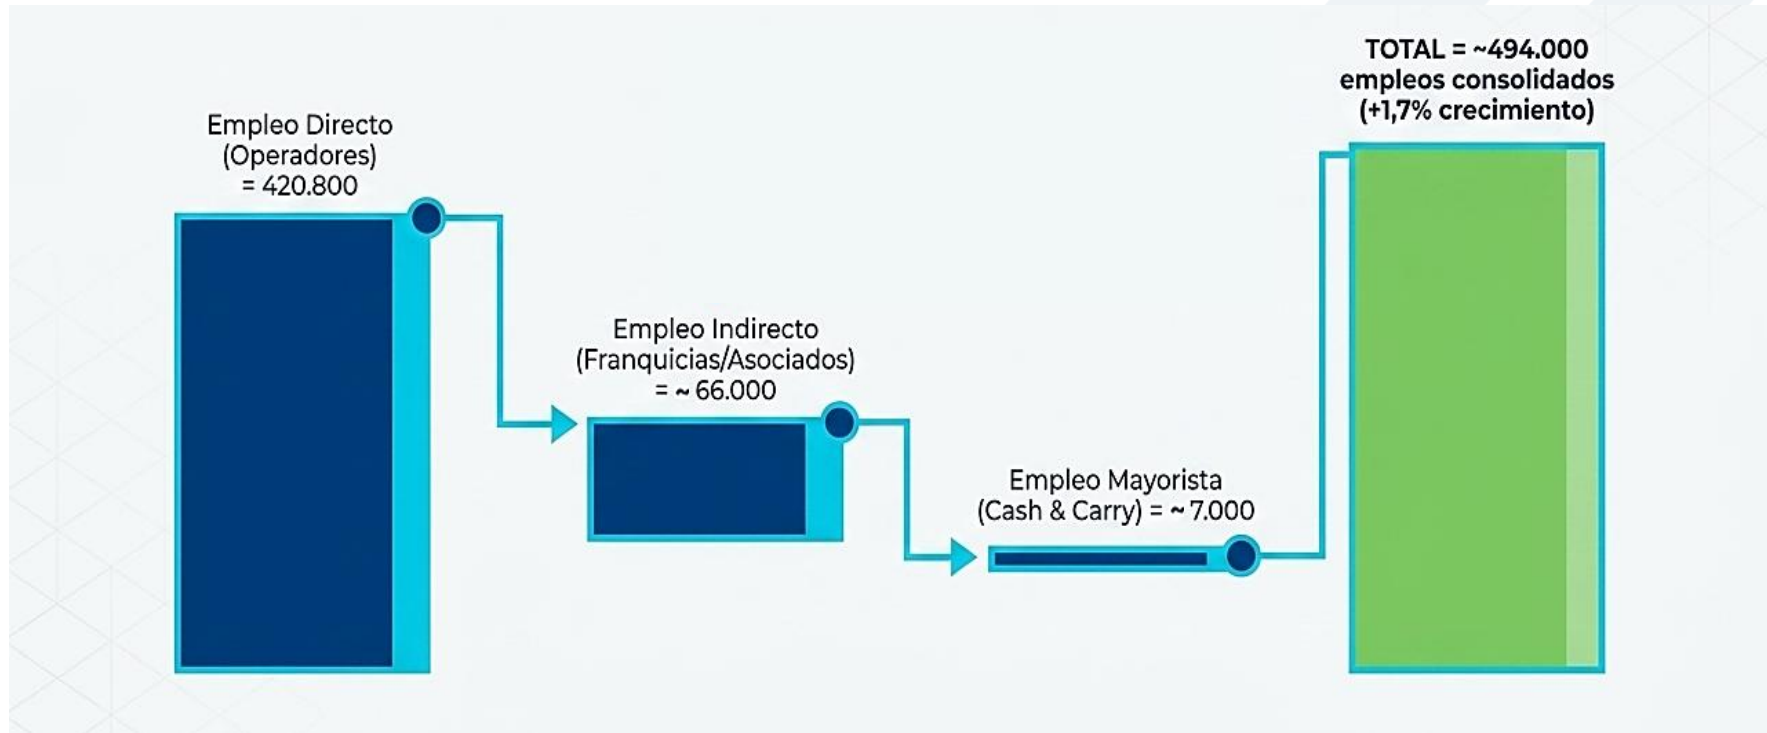 Empleo Directo
(Operadores)
= 420.800
Empleo Indirecto
(Franquicias/Asociados)
= ~ 66.000
Empleo Mayorista
(Cash & Carry) = ~ 7.000
TOTAL = ~494.000
empleos consolidados
(+1,7% crecimiento)